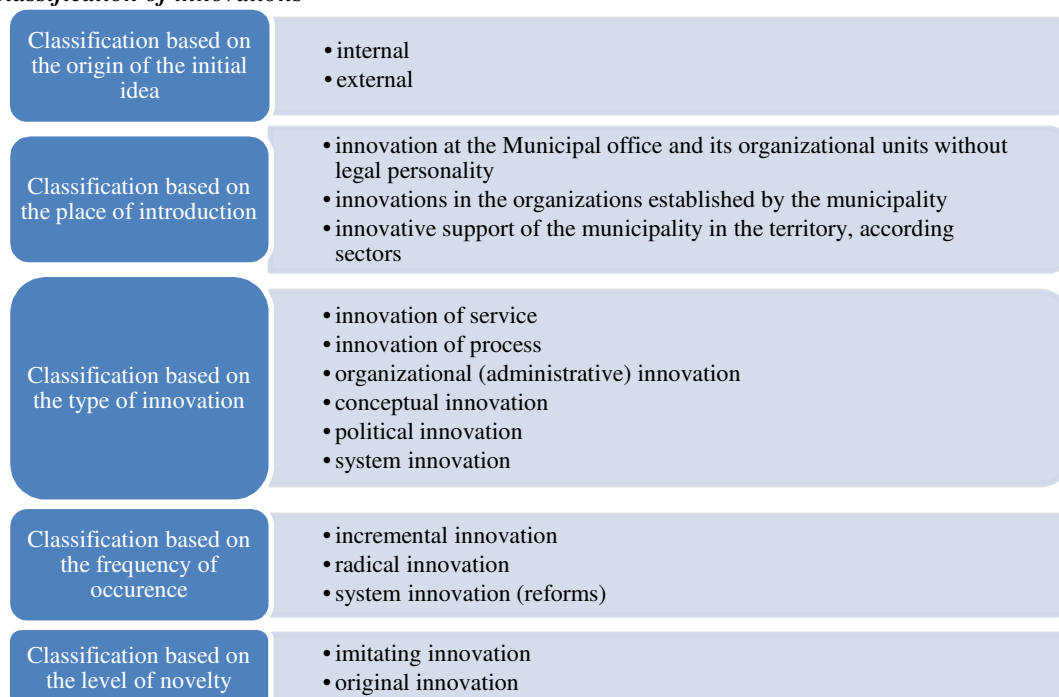 Classification of innovations
Classification based on
the origin of the initial
idea
• internal
• external
Classification based on
the place of introduction
• innovation at the Municipal office and its organizational units without
legal personality
• innovations in the organizations established by the municipality
• innovative support of the municipality in the territory, according
sectors
Classification based on
the type of innovation
• innovation of service
• innovation of process
• organizational (administrative) innovation
• conceptual innovation
• political innovation
• system innovation
Classification based on
the frequency of
occurence
• incremental innovation
• radical innovation
• system innovation (reforms)
Classification based on
the level of novelty
• imitating innovation
• original innovation